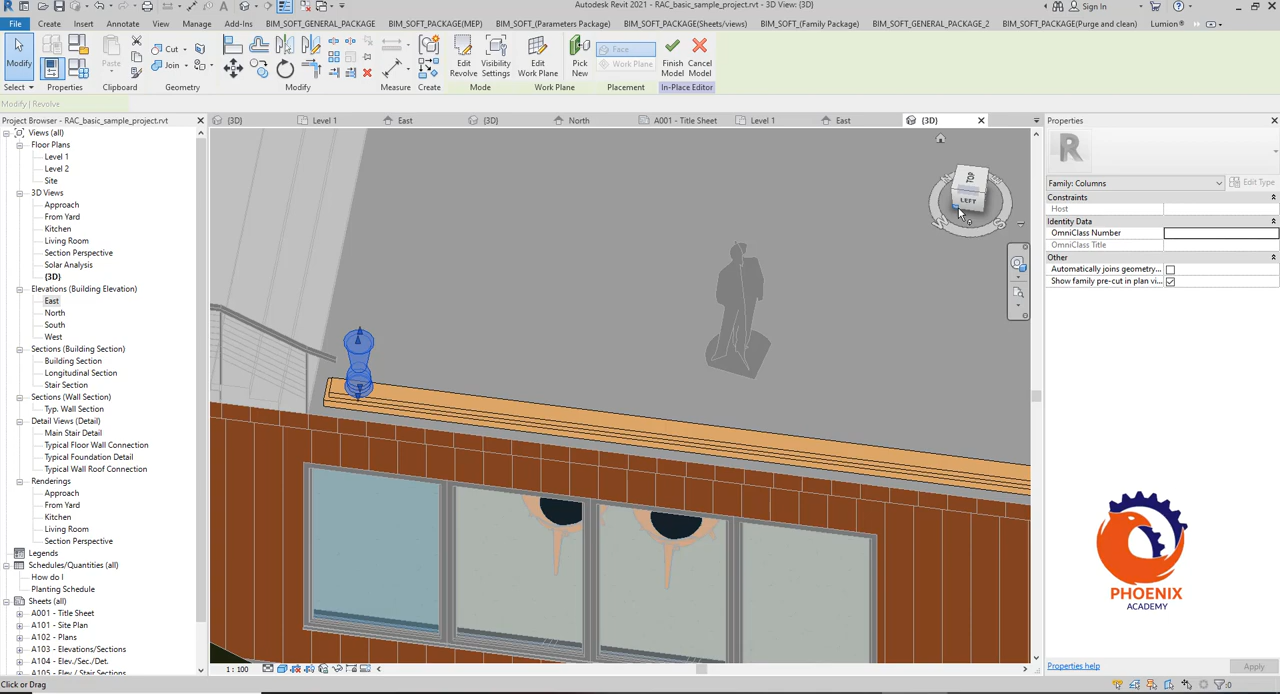 Autodesk Revit 2021 - RAC_basic_sample_project.rvt - 3D View: {3D}
Sign In
File
Create
Annotate
View
Manage
Add-Ins
BIM_SOFT_GENERAL_PACKAGE
BIM_SOFT_PACKAGE(MEP)
BIM_SOFT_(Parameters Package)
BIM_SOFT_PACKAGE(Sheets/views)
BIM_SOFT_(Family Package)
BIM_SOFT_GENERAL_PACKAGE_2
BIM_SOFT_PACKAGE(Purge and clean)
Lumion®
Modify
Paste
Cut
Join
Edit Revolve
Visibility Settings
Edit Work Plane
Pick New
Face
Work Plane
Finish Model
Cancel Model
Select
Properties
Clipboard
Geometry
Modify
Measure
Create
Mode
Work Plane
Placement
In-Place Editor
Modify | Revolve
Project Browser - RAC_basic_sample_project.rvt
{3D}
Level 1
East
{3D}
North
A001 - Title Sheet
Level 1
East
{3D}
Views (all)
Floor Plans
Level 1
Level 2
Site
3D Views
Approach
From Yard
Kitchen
Living Room
Section Perspective
Solar Analysis
{3D}
Elevations (Building Elevation)
East
North
South
West
Sections (Building Section)
Building Section
Longitudinal Section
Stair Section
Sections (Wall Section)
Typ. Wall Section
Detail Views (Detail)
Main Stair Detail
Typical Floor Wall Connection
Typical Foundation Detail
Typical Wall Roof Connection
Renderings
Approach
From Yard
Kitchen
Living Room
Section Perspective
Legends
Schedules/Quantities (all)
How do I
Planting Schedule
Sheets (all)
A001 - Title Sheet
A101 - Site Plan
A102 - Plans
A103 - Elevations/Sections
A104 - Elev./Sec./Det.
A105 - Elev./ Stair Sections
TOP
LEFT
W
S
Properties
R
Family: Columns
Edit Type
Constraints
Host
Identity Data
OmniClass Number
OmniClass Title
Other
Automatically joins geometry...
Show family pre-cut in plan vi...
PHOENIX
ACADEMY
Properties help
Apply
1 : 100
Click or Drag
:0